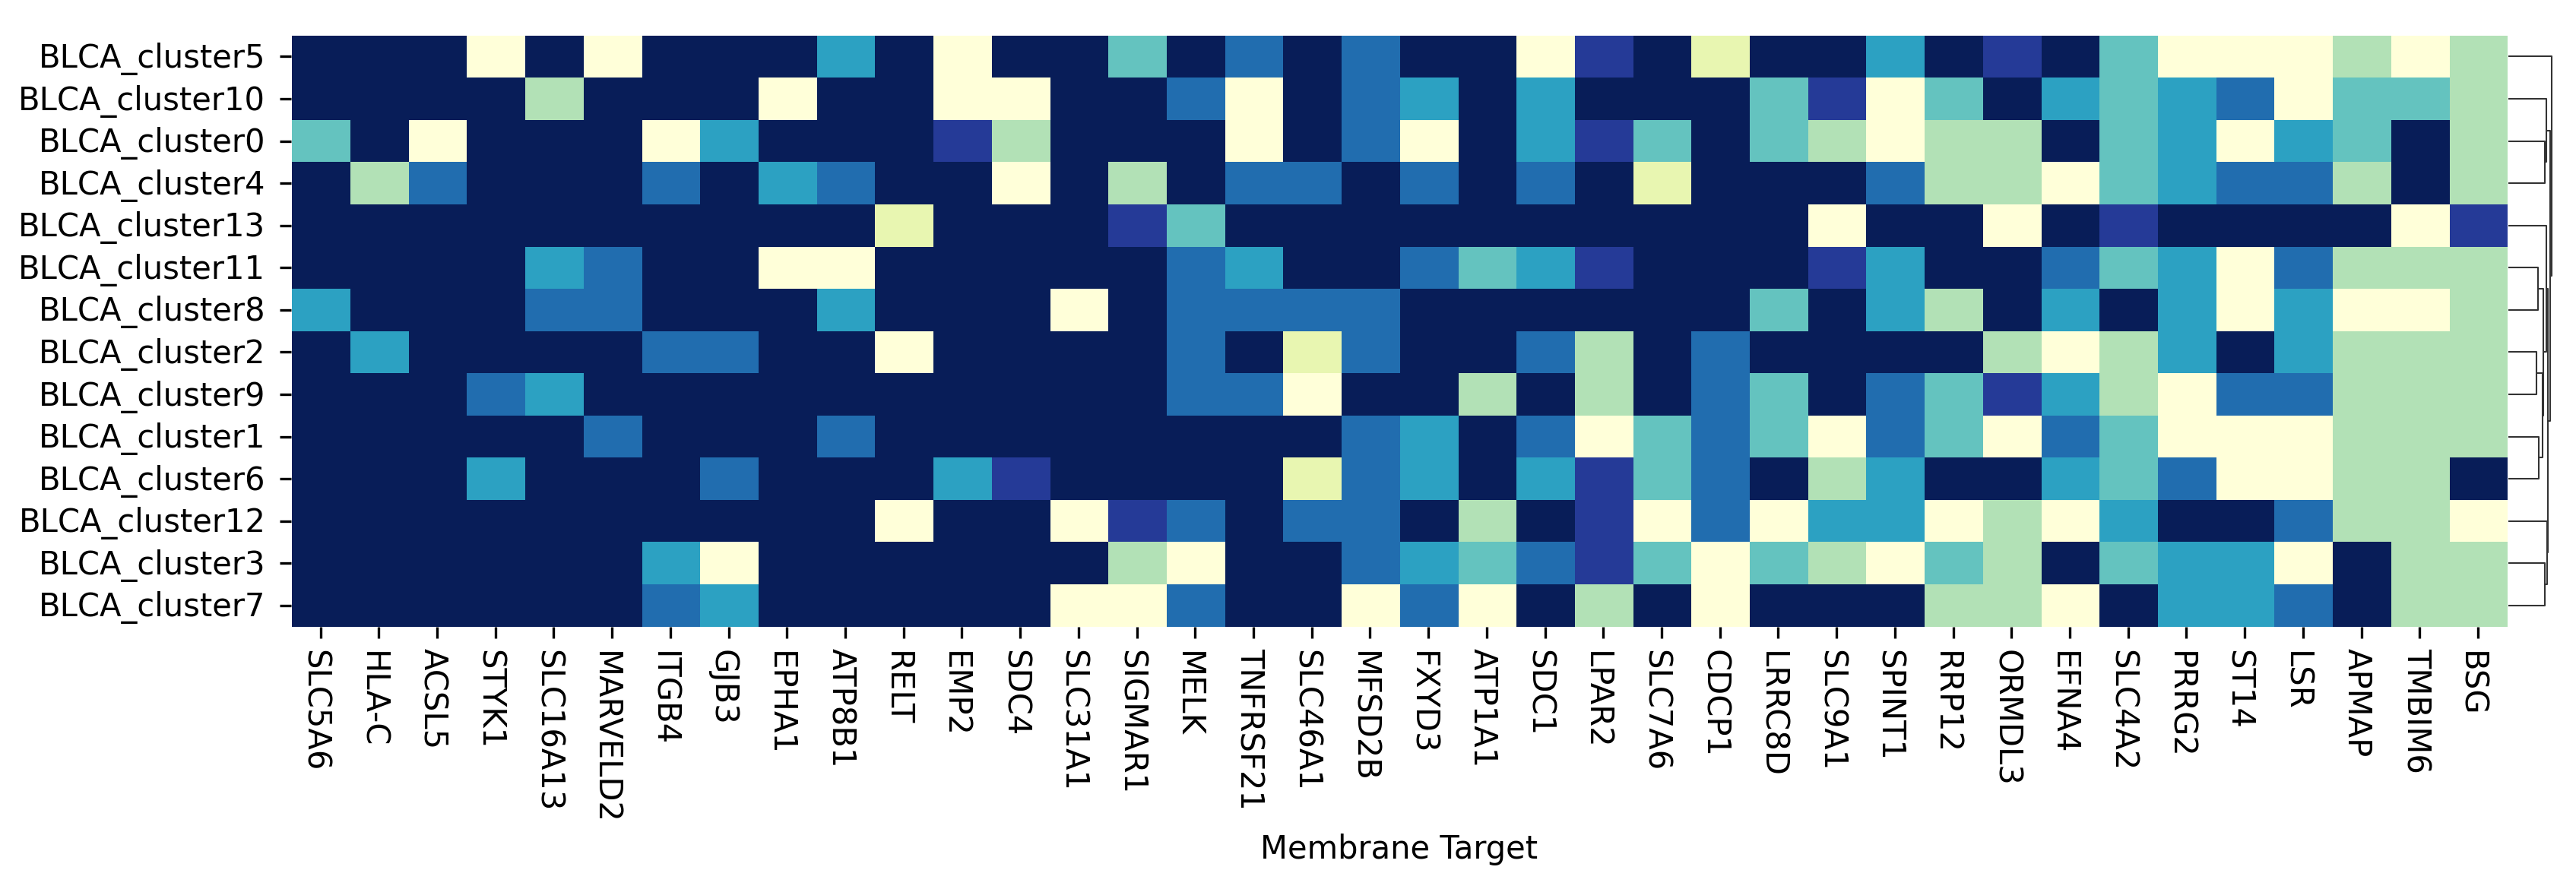 BLCA_cluster5
BLCA_cluster10
BLCA_cluster0
BLCA_cluster4
BLCA_cluster13
BLCA_cluster11
BLCA_cluster8
BLCA_cluster2
BLCA_cluster9
BLCA_cluster1
BLCA_cluster6
BLCA_cluster12
BLCA_cluster3
BLCA_cluster7
SLC5A6
HLA-C
ACSL5
STYK1
SLC16A13
MARVELD2
ITGB4
GJB3
EPHA1
ATP8B1
RELT
EMP2
SDC4
SLC31A1
SIGMAR1
MELK
TNFRSF21
SLC46A1
MFSD2B
FXYD3
ATP1A1
SDC1
LPAR2
SLC7A6
CDCP1
LRRC8D
SLC9A1
SPINT1
RRP12
ORMDL3
EFNA4
SLC4A2
PRRG2
ST14
LSR
APMAP
TMBIM6
BSG
Membrane Target